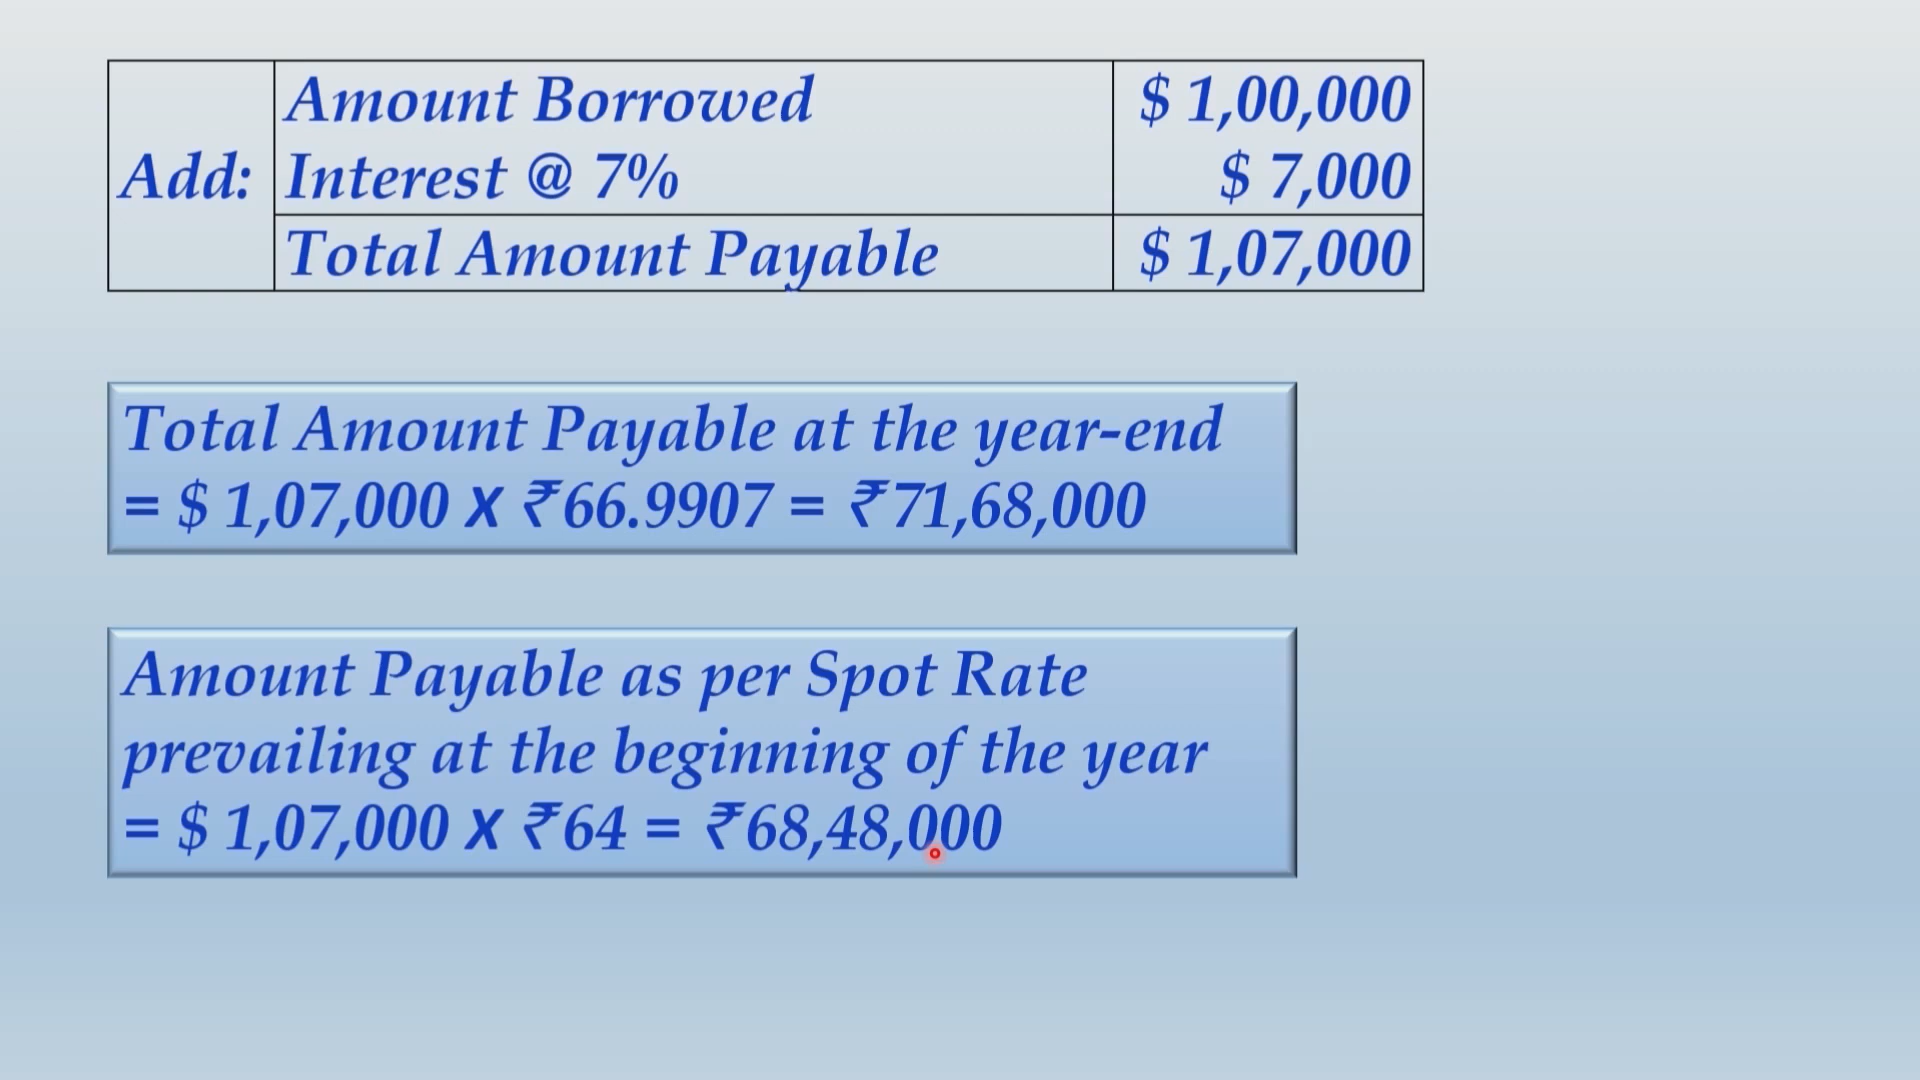 Amount Borrowed $ 1,00,000
Add: Interest @ 7% $ 7,000
Total Amount Payable $ 1,07,000
Total Amount Payable at the year-end
= $ 1,07,000 X ₹66.9907 = ₹71,68,000
Amount Payable as per Spot Rate
prevailing at the beginning of the year
= $ 1,07,000 X ₹64 = ₹68,48,000